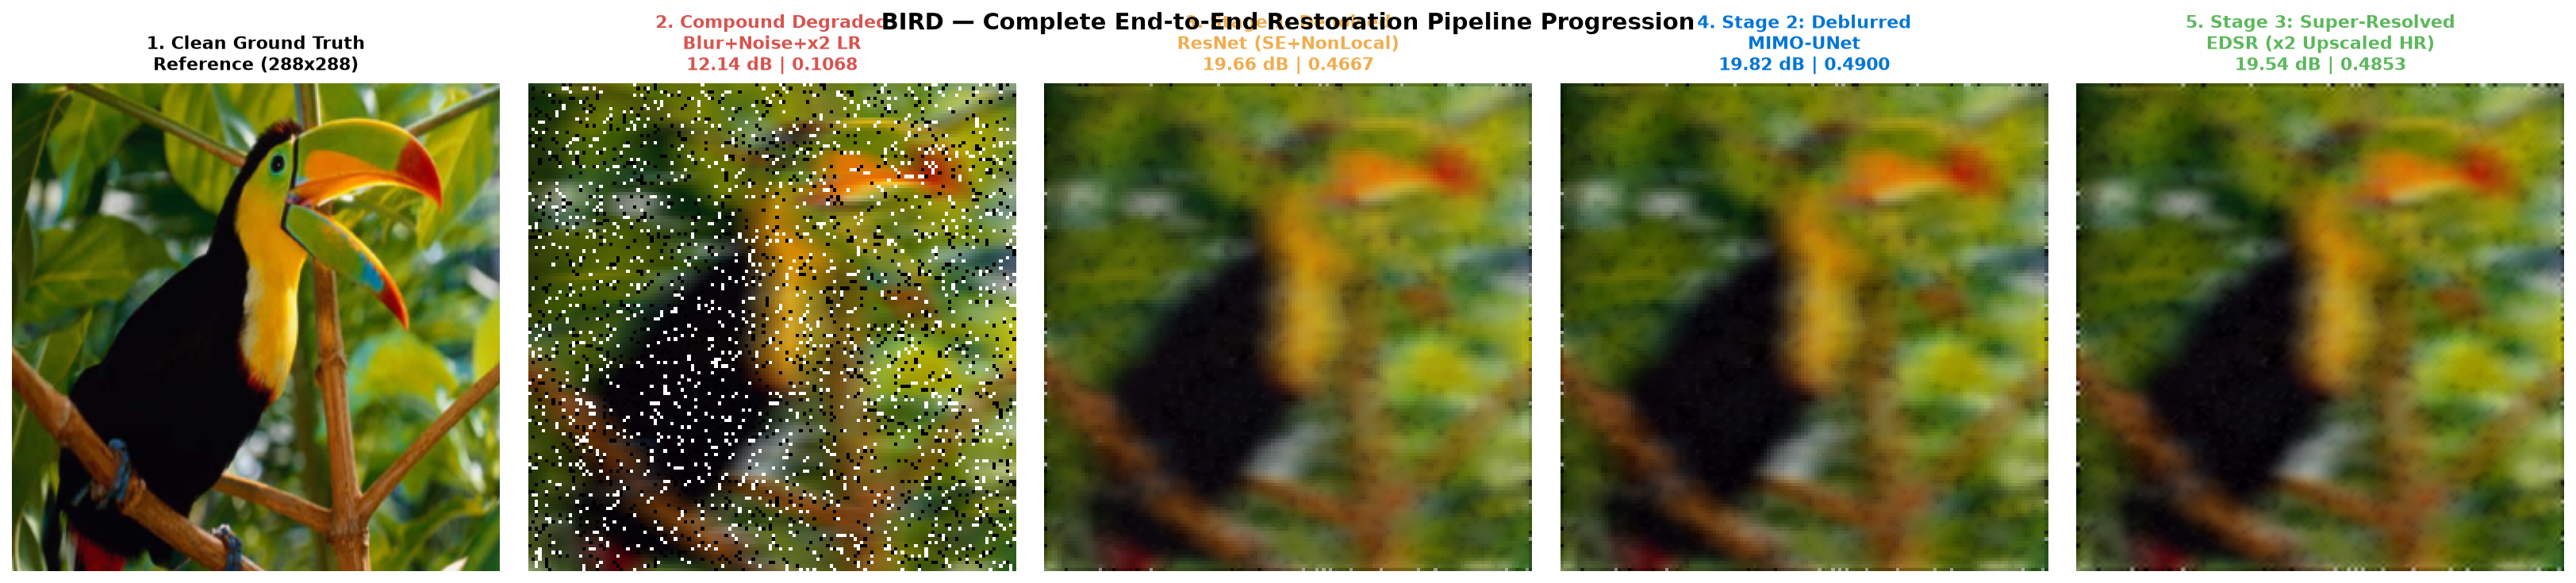 BIRD — Complete End-to-End Restoration Pipeline Progression
1. Clean Ground Truth
Reference (288x288)
2. Compound Degraded
Blur+Noise+x2 LR
12.14 dB | 0.1068
3. Stage 1:
ResNet (SE+NonLocal)
19.66 dB | 0.4667
4. Stage 2: Deblurred
MIMO-UNet
19.82 dB | 0.4900
5. Stage 3: Super-Resolved
EDSR (x2 Upscaled HR)
19.54 dB | 0.4853